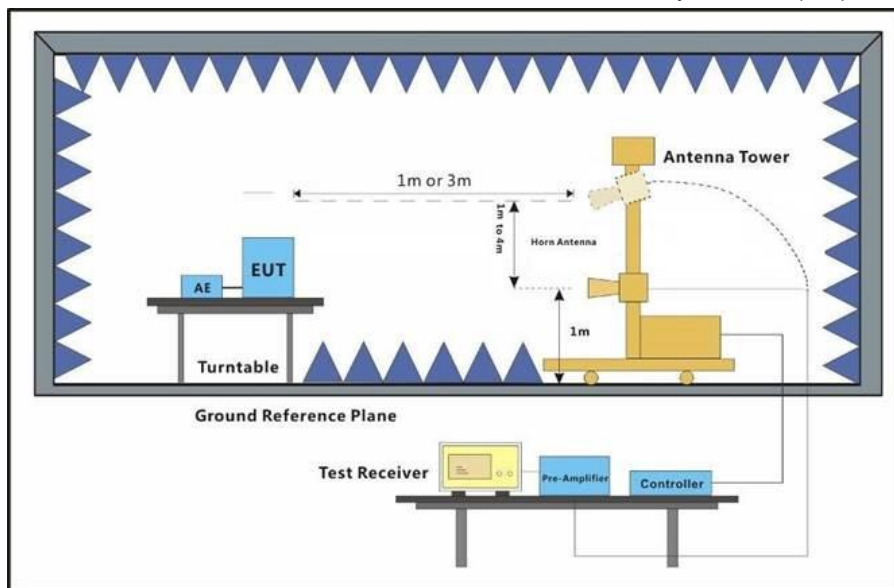 Antenna Tower
1m or 3m
1m to 4m
Horn Antenna
EUT
AE
1m
Turntable
Ground Reference Plane
Test Receiver
Pre-Amplifier
Controller